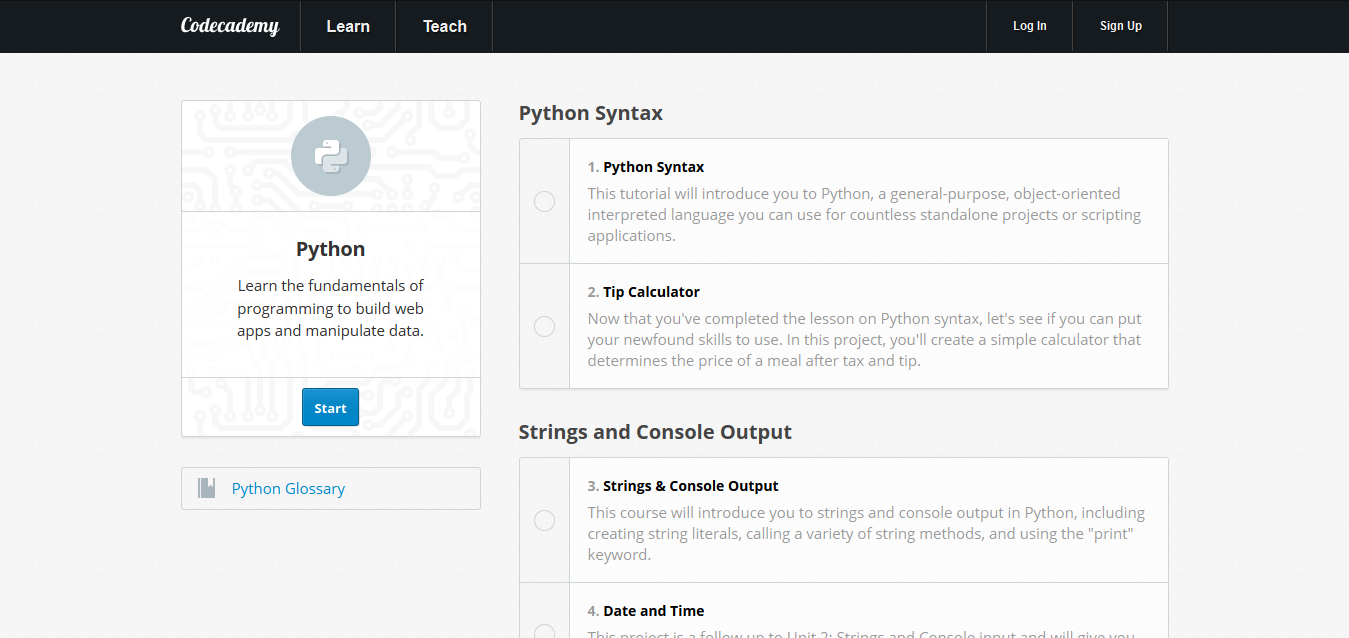 Codecademy
Learn
Teach
Log In
Sign Up
Python
Learn the fundamentals of
programming to build web
apps and manipulate data.
Start
Python Glossary
Python Syntax
1. Python Syntax
This tutorial will introduce you to Python, a general-purpose, object-oriented
interpreted language you can use for countless standalone projects or scripting
applications.
2. Tip Calculator
Now that you've completed the lesson on Python syntax, let's see if you can put
your newfound skills to use. In this project, you'll create a simple calculator that
determines the price of a meal after tax and tip.
Strings and Console Output
3. Strings & Console Output
This course will introduce you to strings and console output in Python, including
creating string literals, calling a variety of string methods, and using the "print"
keyword.
4. Date and Time
This project is a follow up to Unit 2: Strings and Console input and will give you